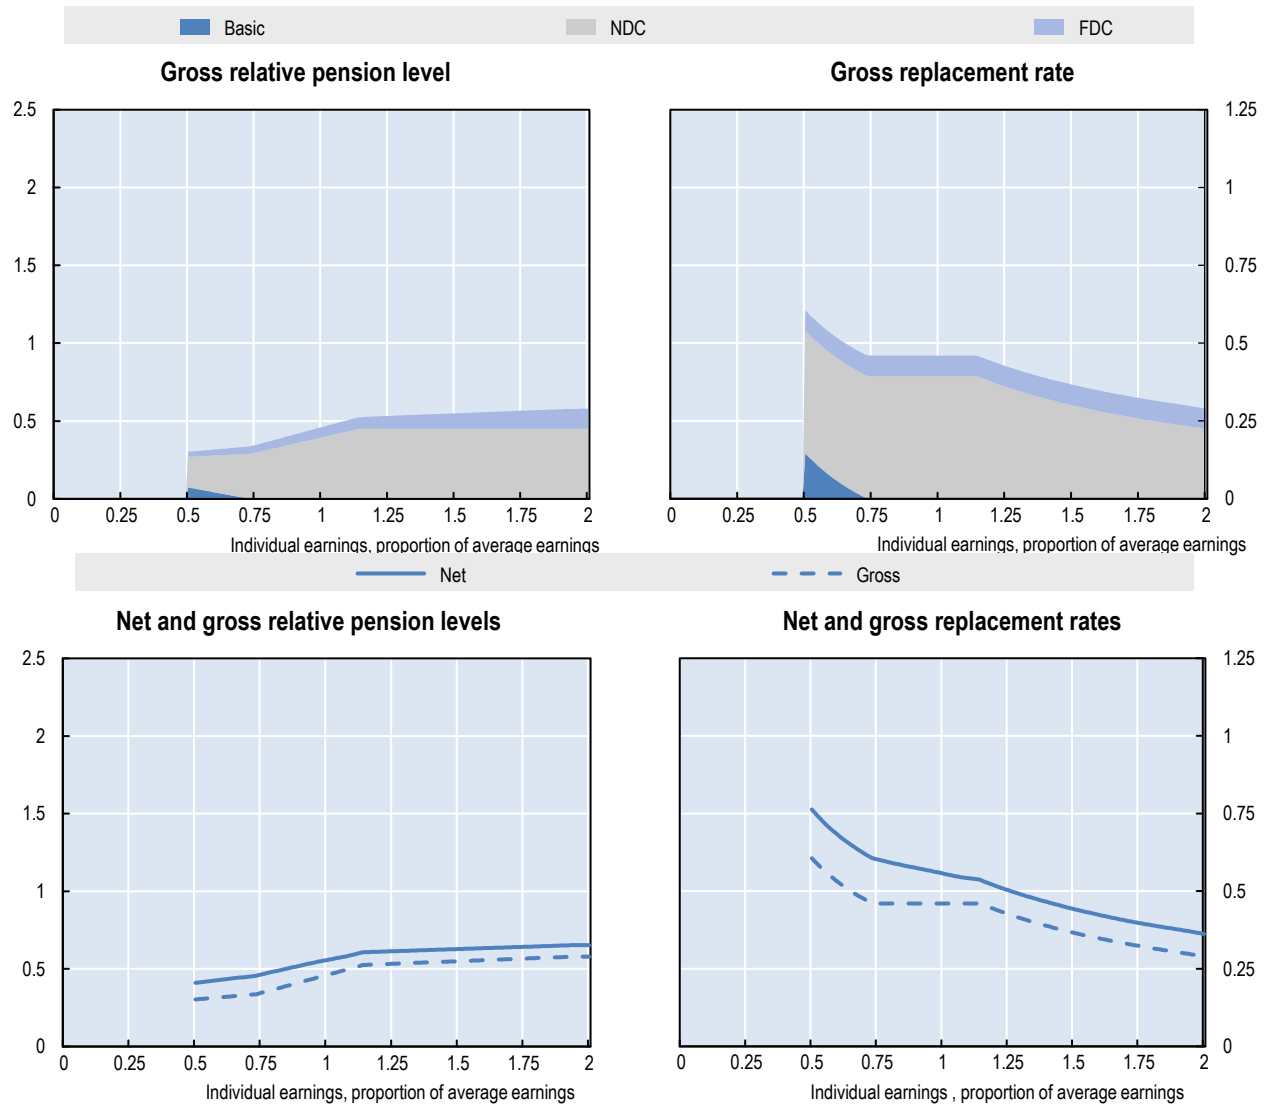 Basic NDC FDC
Gross relative pension level
Gross replacement rate
2.5
2
1.5
1
0.5
0
0 0.25 0.5 0.75 1 1.25 1.5 1.75 2
Individual earnings, proportion of average earnings
1.25
1
0.75
0.5
0.25
0
0 0.25 0.5 0.75 1 1.25 1.5 1.75 2
Individual earnings, proportion of average earnings
Net Gross
Net and gross relative pension levels
Net and gross replacement rates
2.5
2
1.5
1
0.5
0
0 0.25 0.5 0.75 1 1.25 1.5 1.75 2
Individual earnings, proportion of average earnings
1.25
1
0.75
0.5
0.25
0
0 0.25 0.5 0.75 1 1.25 1.5 1.75 2
Individual earnings , proportion of average earnings